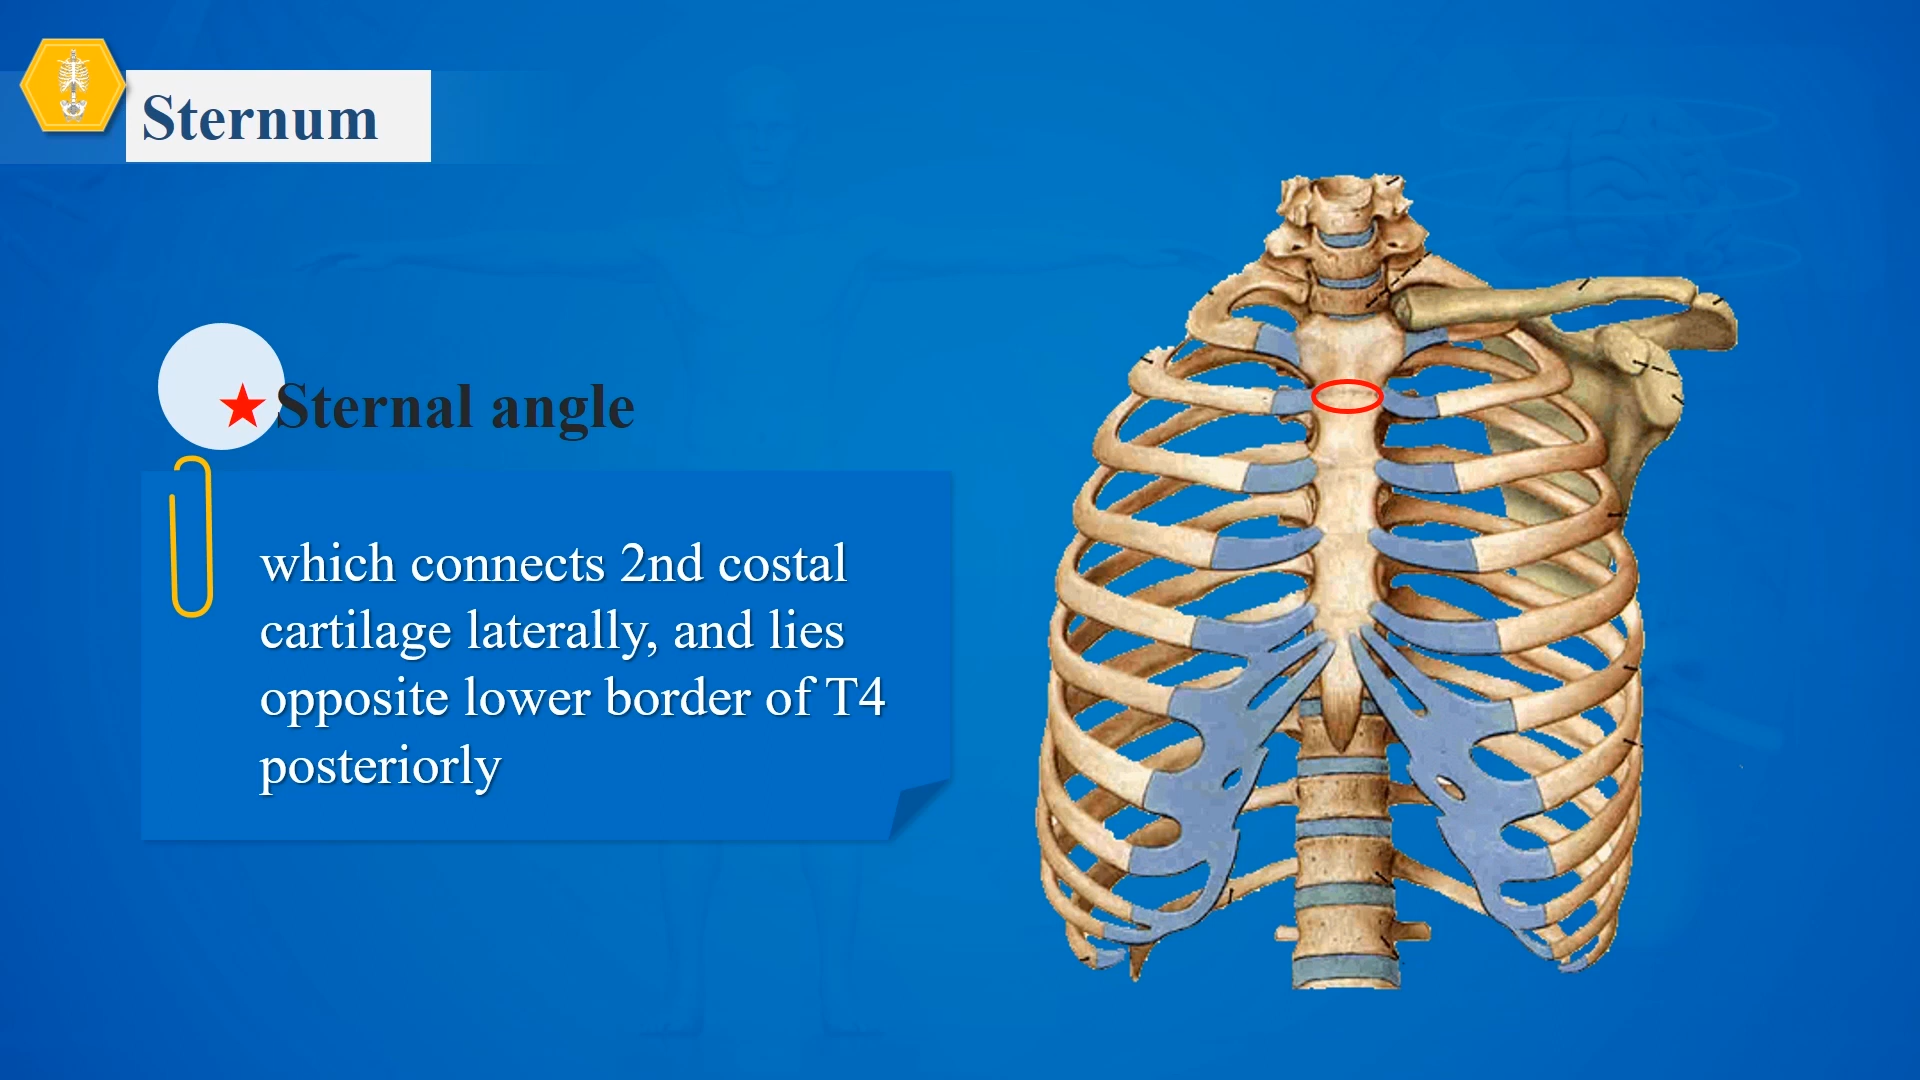 Sternum
★Sternal angle
which connects 2nd costal
cartilage laterally, and lies
opposite lower border of T4
posteriorly